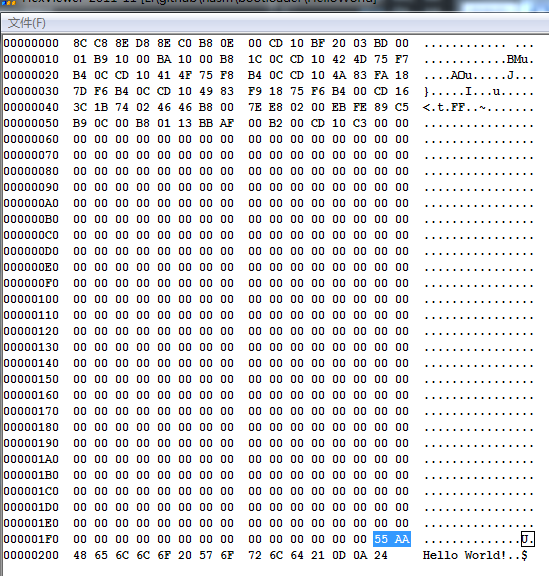 HexViewer 2011-11 [E:\github\nasm\bootloader\HelloWorld]
文件(F)
00000000 8C C8 8E D8 8E C0 B8 0E 00 CD 10 BF 20 03 BD 00 ............ ...
00000010 01 B9 10 00 BA 10 00 B8 1C 0C CD 10 42 4D 75 F7 ............BMu.
00000020 B4 0C CD 10 41 4F 75 F8 B4 0C CD 10 4A 83 FA 18 ....AOu.....J...
00000030 7D F6 B4 0C CD 10 49 83 F9 18 75 F6 B4 00 CD 16 }.....I...u.....
00000040 3C 1B 74 02 46 46 B8 00 7E E8 02 00 EB FE 89 C5 <.t.FF..~.......
00000050 B9 0C 00 B8 01 13 BB AF 00 B2 00 CD 10 C3 00 00 ................
00000060 00 00 00 00 00 00 00 00 00 00 00 00 00 00 00 00 ................
00000070 00 00 00 00 00 00 00 00 00 00 00 00 00 00 00 00 ................
00000080 00 00 00 00 00 00 00 00 00 00 00 00 00 00 00 00 ................
00000090 00 00 00 00 00 00 00 00 00 00 00 00 00 00 00 00 ................
000000A0 00 00 00 00 00 00 00 00 00 00 00 00 00 00 00 00 ................
000000B0 00 00 00 00 00 00 00 00 00 00 00 00 00 00 00 00 ................
000000C0 00 00 00 00 00 00 00 00 00 00 00 00 00 00 00 00 ................
000000D0 00 00 00 00 00 00 00 00 00 00 00 00 00 00 00 00 ................
000000E0 00 00 00 00 00 00 00 00 00 00 00 00 00 00 00 00 ................
000000F0 00 00 00 00 00 00 00 00 00 00 00 00 00 00 00 00 ................
00000100 00 00 00 00 00 00 00 00 00 00 00 00 00 00 00 00 ................
00000110 00 00 00 00 00 00 00 00 00 00 00 00 00 00 00 00 ................
00000120 00 00 00 00 00 00 00 00 00 00 00 00 00 00 00 00 ................
00000130 00 00 00 00 00 00 00 00 00 00 00 00 00 00 00 00 ................
00000140 00 00 00 00 00 00 00 00 00 00 00 00 00 00 00 00 ................
00000150 00 00 00 00 00 00 00 00 00 00 00 00 00 00 00 00 ................
00000160 00 00 00 00 00 00 00 00 00 00 00 00 00 00 00 00 ................
00000170 00 00 00 00 00 00 00 00 00 00 00 00 00 00 00 00 ................
00000180 00 00 00 00 00 00 00 00 00 00 00 00 00 00 00 00 ................
00000190 00 00 00 00 00 00 00 00 00 00 00 00 00 00 00 00 ................
000001A0 00 00 00 00 00 00 00 00 00 00 00 00 00 00 00 00 ................
000001B0 00 00 00 00 00 00 00 00 00 00 00 00 00 00 00 00 ................
000001C0 00 00 00 00 00 00 00 00 00 00 00 00 00 00 00 00 ................
000001D0 00 00 00 00 00 00 00 00 00 00 00 00 00 00 00 00 ................
000001E0 00 00 00 00 00 00 00 00 00 00 00 00 00 00 00 00 ................
000001F0 00 00 00 00 00 00 00 00 00 00 00 00 00 00 55 AA ..............U.
00000200 48 65 6C 6C 6F 20 57 6F 72 6C 64 21 0D 0A 24 Hello World!..$